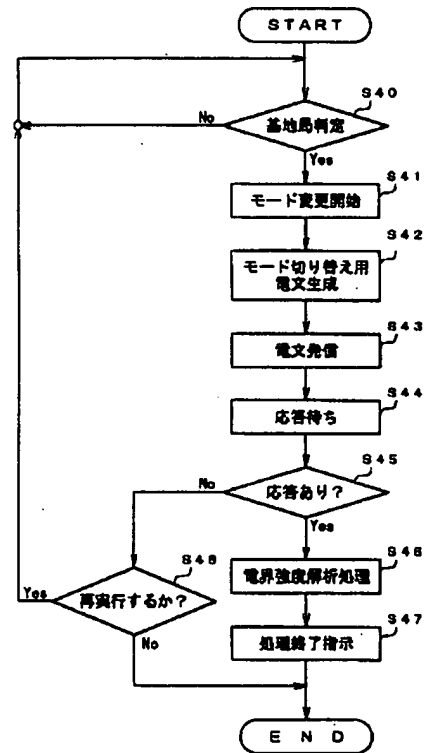 START
S40
基地局判定
No
Yes
S41
モード変更開始
S42
モード切り替え用
電文生成
S43
電文発信
S44
応答待ち
S45
応答あり?
No
Yes
S46
電界強度解析処理
S48
再実行するか?
Yes
No
S47
処理終了指示
END